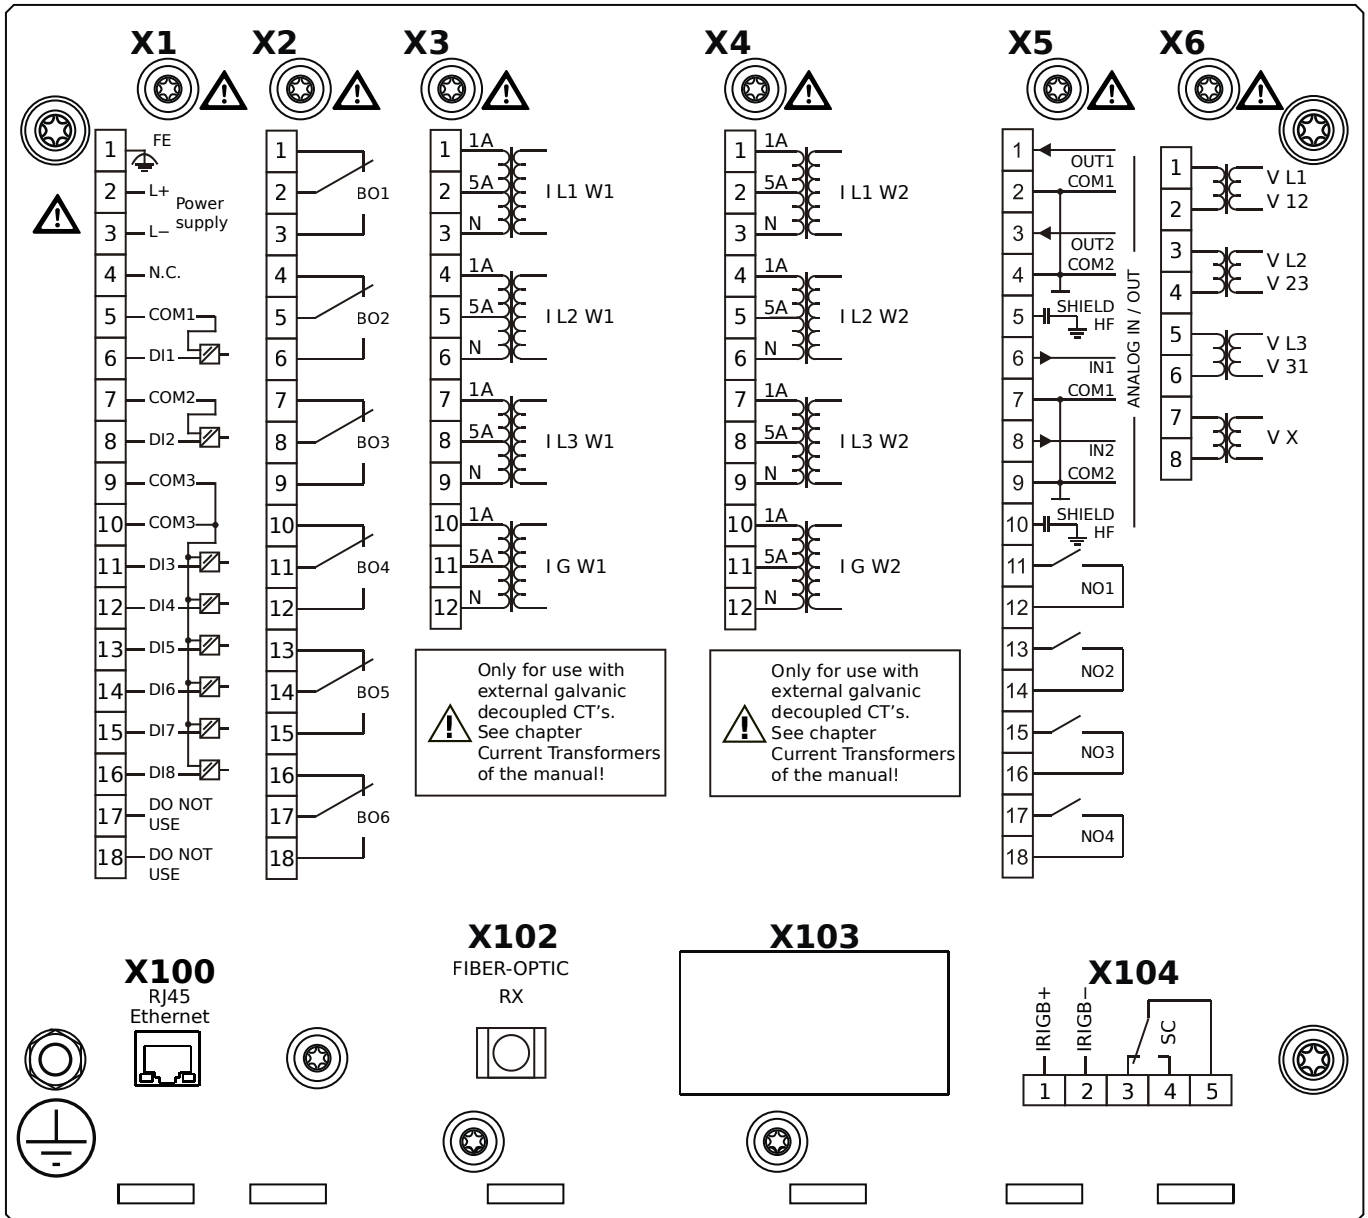 X1
X2
X3
X4
X5
X6
1
FE
2
L+
Power
supply
3
L−
4
N.C.
5
COM1
6
DI1
7
COM2
8
DI2
9
COM3
10
COM3
11
DI3
12
DI4
13
DI5
14
DI6
15
DI7
16
DI8
17
DO NOT
USE
18
DO NOT
USE
1
2
BO1
3
4
5
BO2
6
7
8
BO3
9
10
11
BO4
12
13
14
BO5
15
16
17
BO6
18
1
1A
2
5A
I L1 W1
3
N
4
1A
5
5A
I L2 W1
6
N
7
1A
8
5A
I L3 W1
9
N
10
1A
11
5A
I G W1
12
N
Only for use with
external galvanic
decoupled CT's.
See chapter
Current Transformers
of the manual!
1
1A
2
5A
I L1 W2
3
N
4
1A
5
5A
I L2 W2
6
N
7
1A
8
5A
I L3 W2
9
N
10
1A
11
5A
I G W2
12
N
Only for use with
external galvanic
decoupled CT's.
See chapter
Current Transformers
of the manual!
1
OUT1
2
COM1
3
OUT2
4
COM2
5
SHIELD
HF
6
IN1
7
COM1
8
IN2
9
COM2
10
SHIELD
HF
ANALOG IN / OUT
11
NO1
12
13
NO2
14
15
NO3
16
17
NO4
18
1
V L1
2
V 12
3
V L2
4
V 23
5
V L3
6
V 31
7
V X
8
X100
RJ45
Ethernet
X102
FIBER-OPTIC
RX
X103
X104
IRIGB+
IRIGB−
SC
1 2 3 4 5